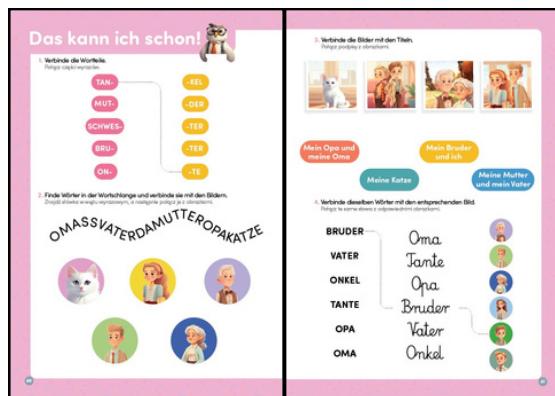 Das kann ich schon!
1. Verbinde die Wortteile.
Połącz części wyrazów.
TAN-
-KEL
MUT-
-DER
SCHWES-
-TER
BRU-
-TER
ON-
-TE
2. Finde Wörter in der Wortschlange und verbinde sie mit den Bildern.
Znajdź słówka w wężu wyrazowym, a następnie połącz je z obrazkami.
OMASSVATERDAMUTTEROPAKATZE
3. Verbinde die Bilder mit den Titeln.
Połącz podpisy z obrazkami.
Mein Opa und
meine Oma
Mein Bruder
und ich
Meine Katze
Meine Mutter
und mein Vater
4. Verbinde dieselben Wörter mit den entsprechenden Bild.
Połącz te same słowa z odpowiednimi obrazkami.
BRUDER
VATER
ONKEL
TANTE
OPA
OMA
Oma
Tante
Opa
Bruder
Vater
Onkel